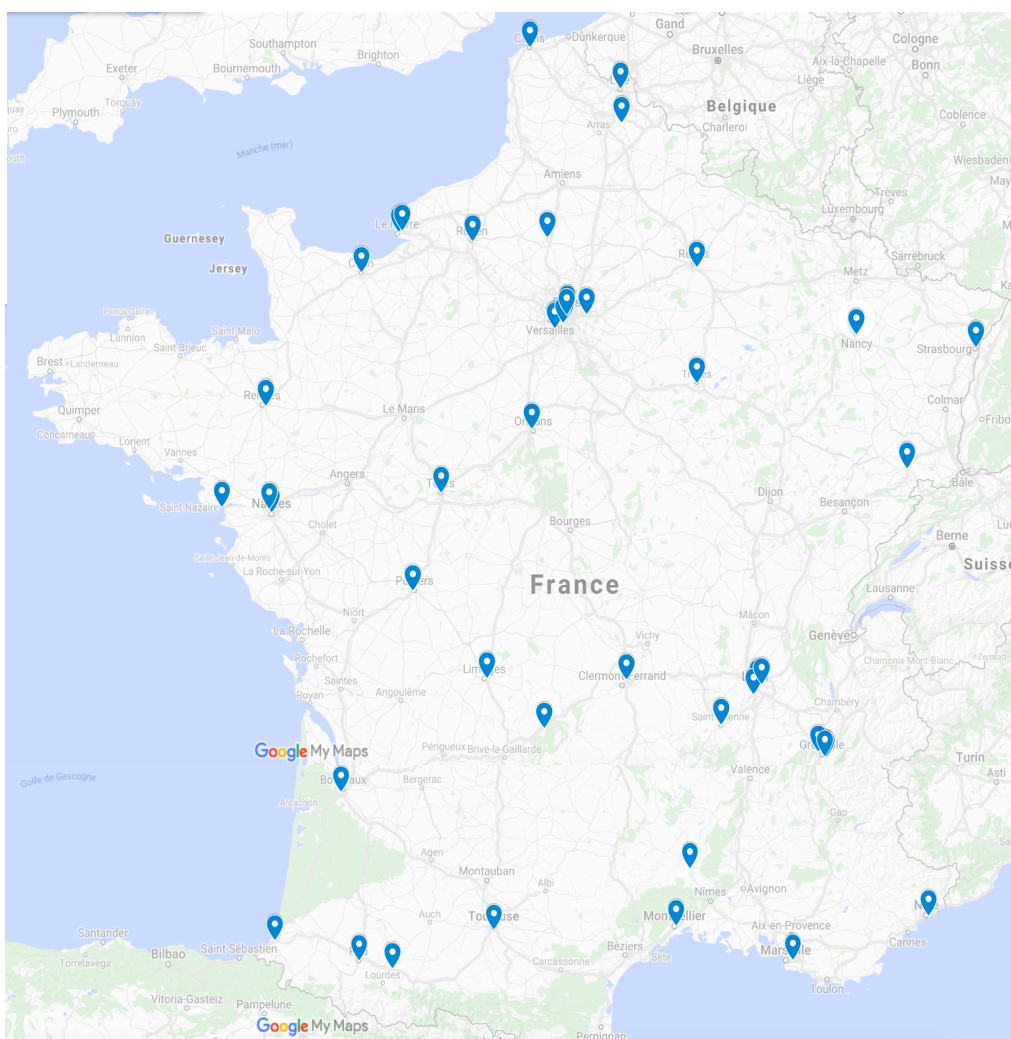 Gand
Dunkerque
Southampton
Brighton
Bruxelles
Cologne
Exeter
Bournemouth
Aix-la-Chapelle
Bonn
Liège
Torquay
Plymouth
Belgique
Arras
Charleroi
Coblence
Manche (mer)
Wiesbaden
Amiens
Trèves
Luxembourg
Guernesey
Jersey
Metz
Sarrebruck
Perros-Guirec
Lannion
Saint-Malo
Versailles
Nancy
Strasbourg
Saint-Brieuc
Brest
Landerneau
Colmar
Quimper
Le Mans
Concarneau
Lorient
Vannes
Angers
Bâle
Dijon
Besançon
Saint-Nazaire
Cholet
Bourges
Berne
Saint-Jean-de-Monts
La Roche-sur-Yon
France
Suisse
Lausanne
Niort
Mâcon
La Rochelle
Genève
Vichy
Rochefort
Chamonix-Mont-Blanc
Zermatt
Limoges
Clermont-Ferrand
Saintes
Royan
Angoulême
Chambéry
Google My Maps
Périgueux
Brive-la-Gaillarde
Turin
Valence
Asti
Golfe de Gascogne
Bergerac
Arcachon
Gap
Agen
Montauban
Albi
Nîmes
Avignon
Auch
Montpellier
Aix-en-Provence
Santander
Cannes
Saint-Sébastien
Bilbao
Béziers
Sète
Torrelavega
Carcassonne
Lourdes
Toulon
Vitoria-Gasteiz
Pampelune
Google My Maps
Perpignan